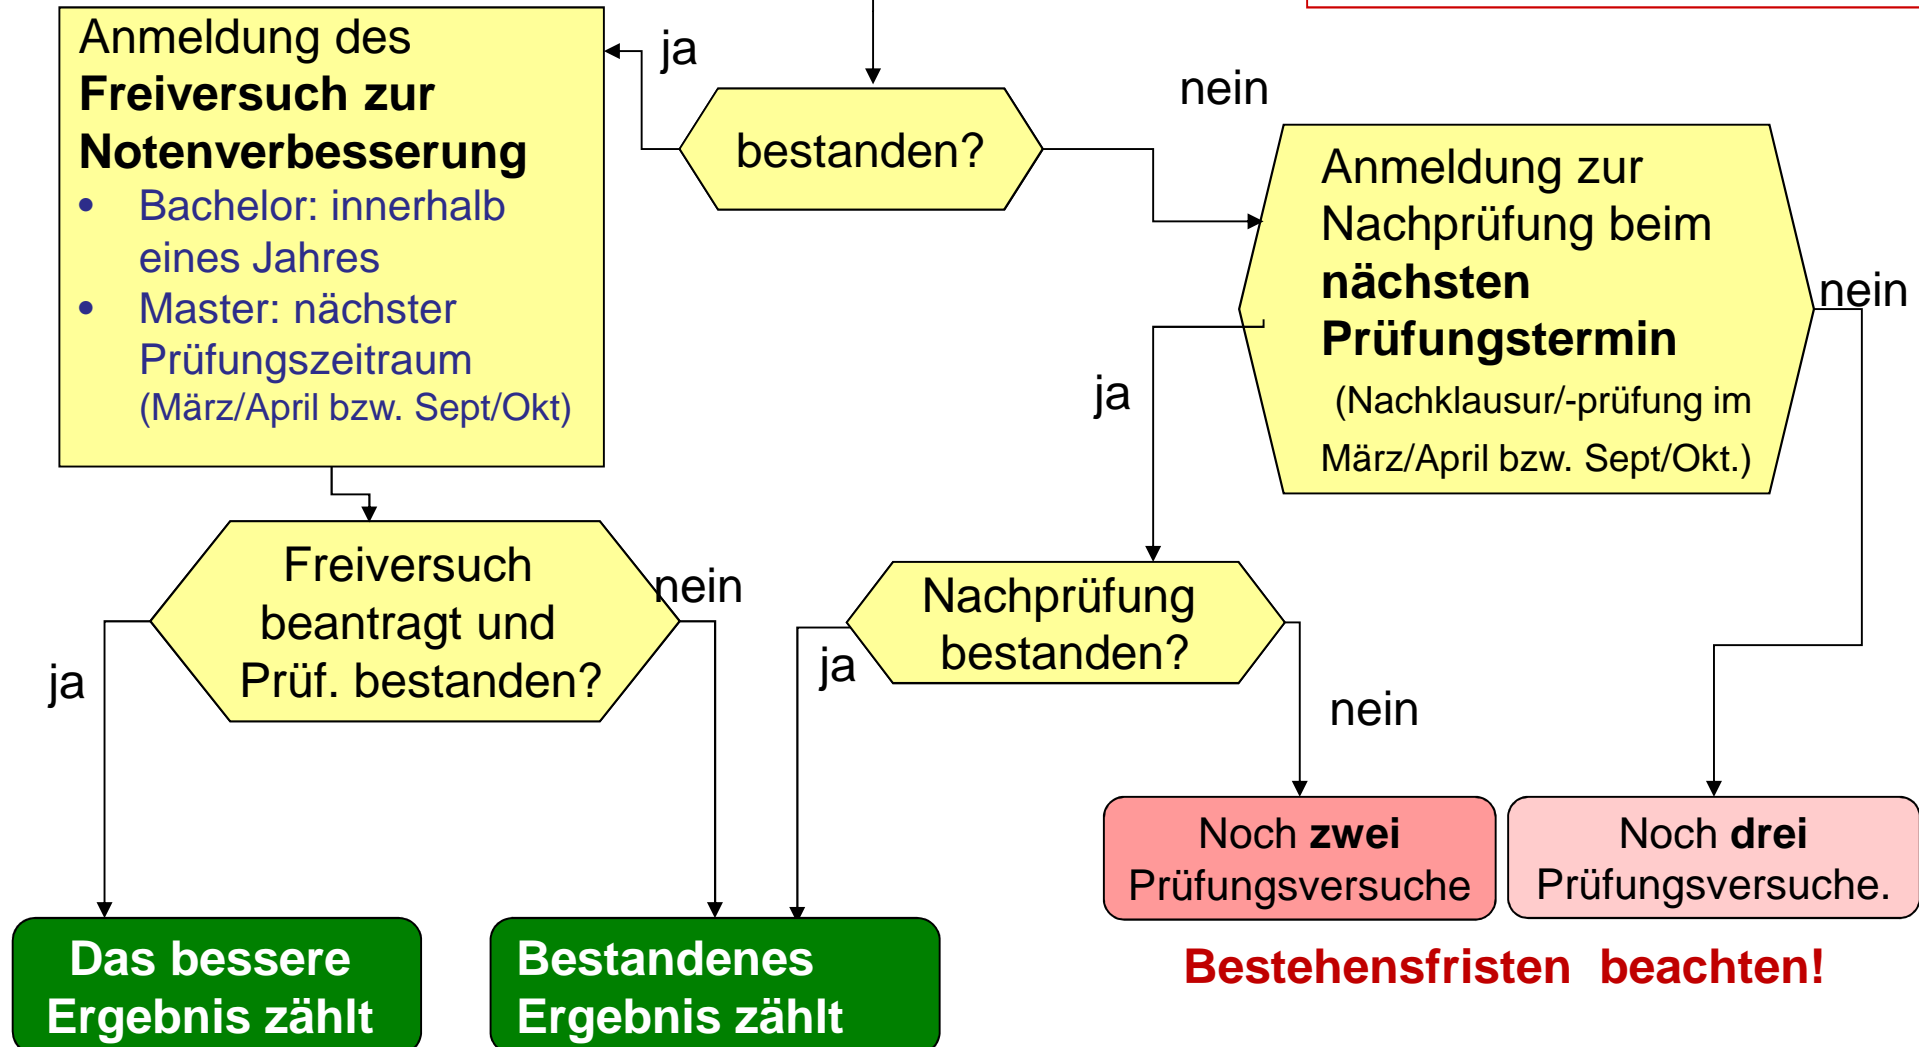 Anmeldung des
Freiversuch zur
Notenverbesserung
• Bachelor: innerhalb
eines Jahres
• Master: nächster
Prüfungszeitraum
(März/April bzw. Sept/Okt)
ja
bestanden?
nein
Anmeldung zur
Nachprüfung beim
nächsten
Prüfungstermin
(Nachklausur/-prüfung im
März/April bzw. Sept/Okt.)
nein
ja
Freiversuch
beantragt und
Prüf. bestanden?
nein
ja
Nachprüfung
bestanden?
ja
nein
Noch zwei
Prüfungsversuche
Noch drei
Prüfungsversuche.
Das bessere
Ergebnis zählt
Bestandenes
Ergebnis zählt
Bestehensfristen beachten!